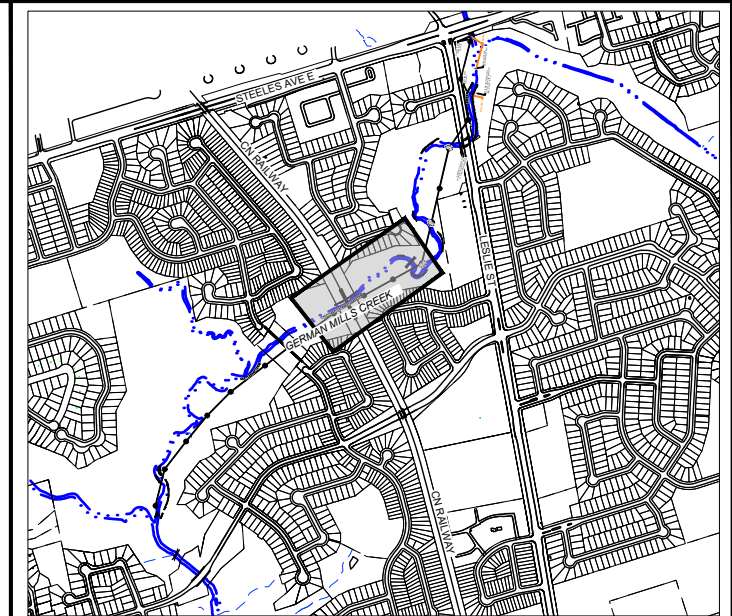 STEELES AVE E
CN RAILWAY
LESLIE ST
GERMAN MILLS CREEK
CN RAILWAY